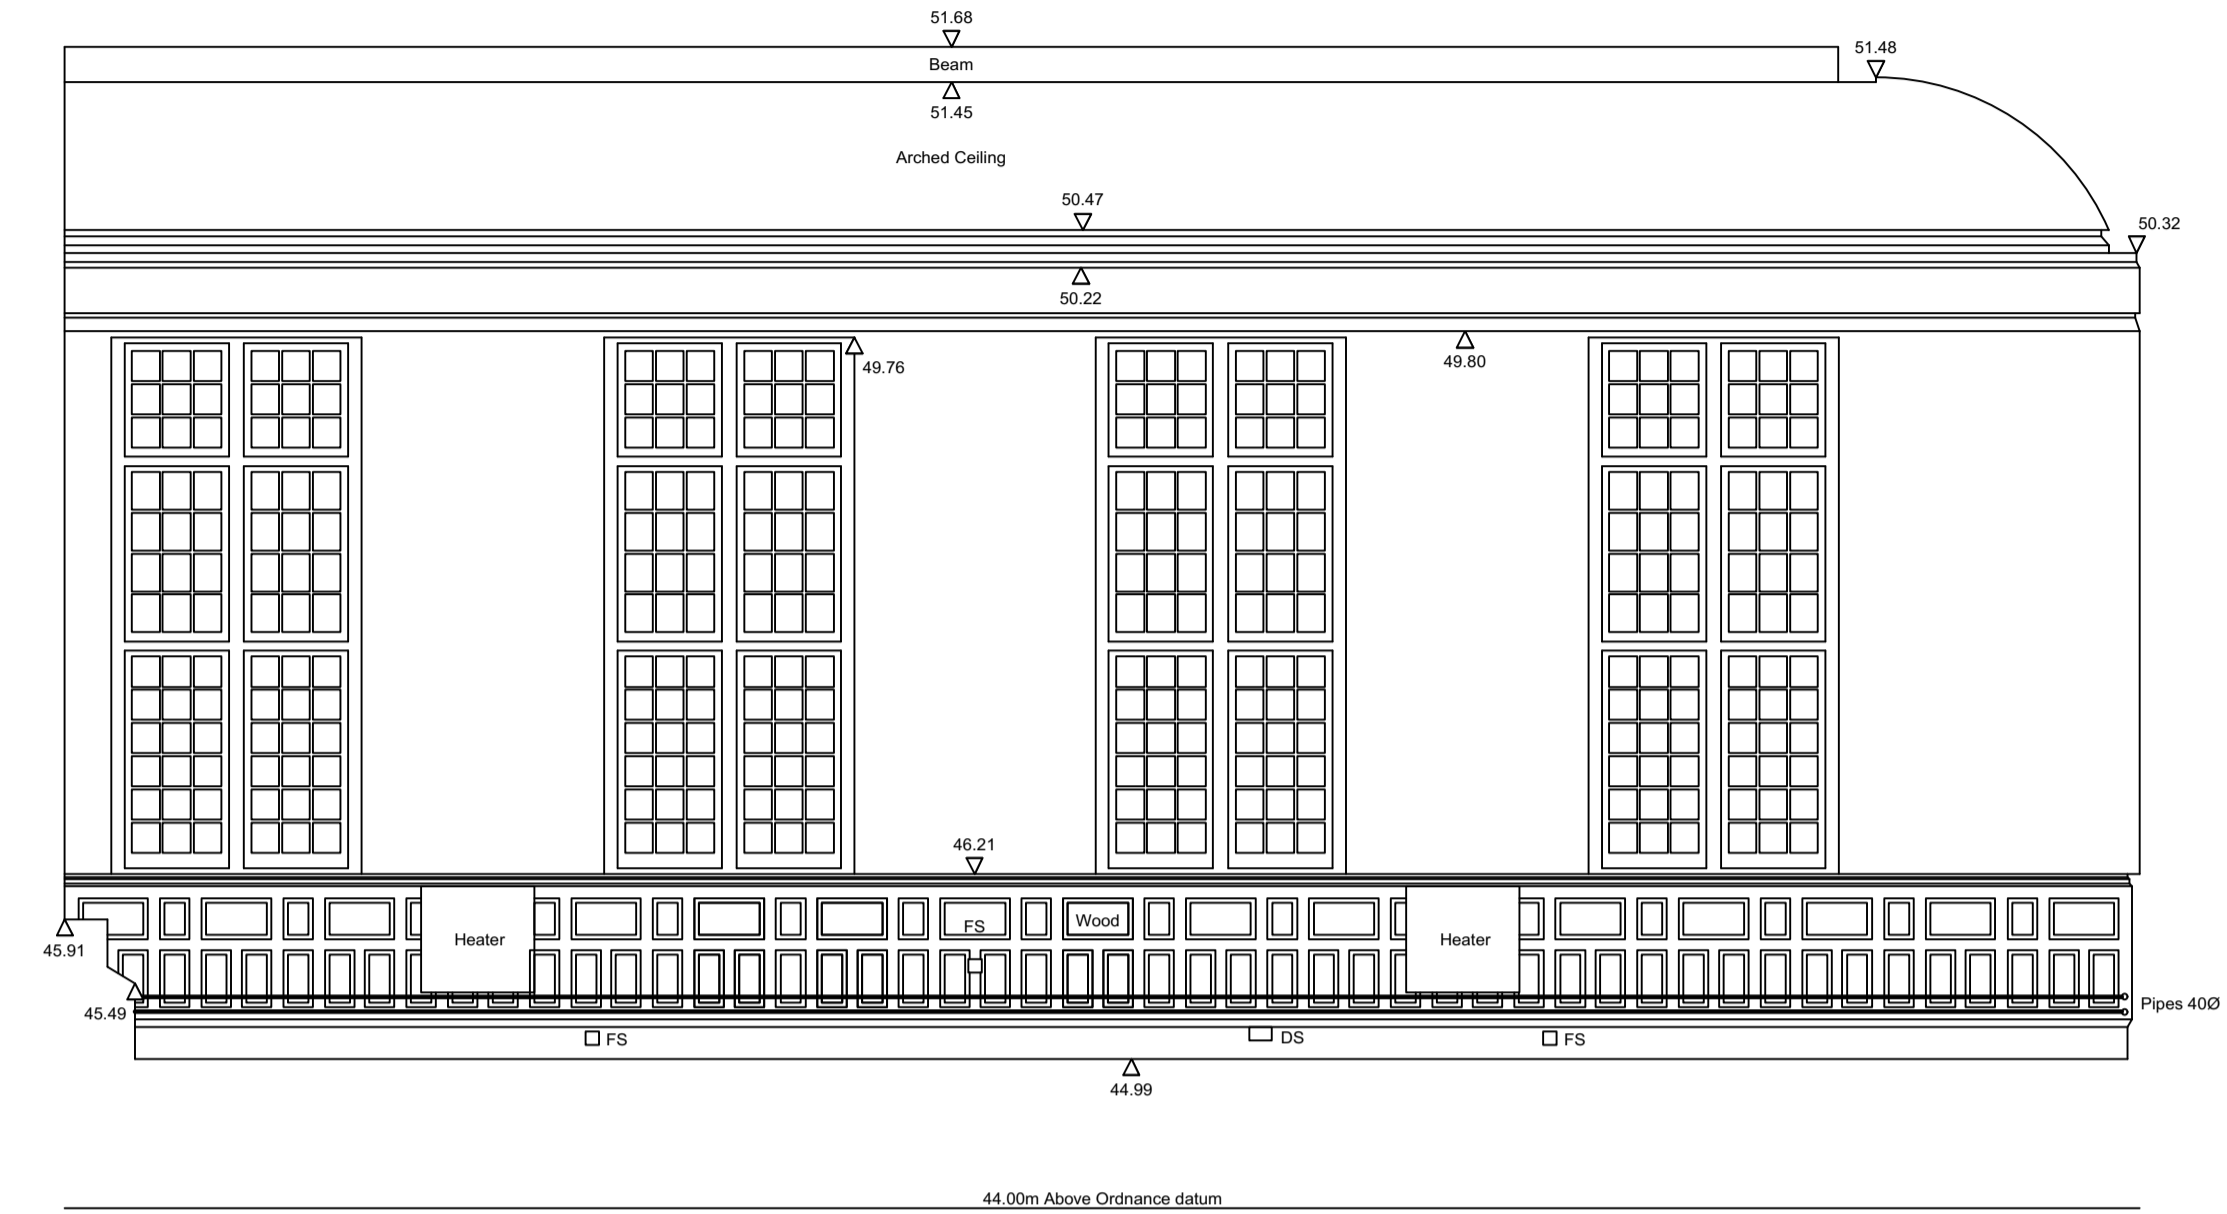 51.68
51.48
Beam
51.45
Arched Ceiling
50.47
50.32
50.22
49.76
49.80
46.21
FS
Wood
Heater
Heater
45.91
45.49
Pipes 40Ø
FS
DS
FS
44.99
44.00m Above Ordnance datum